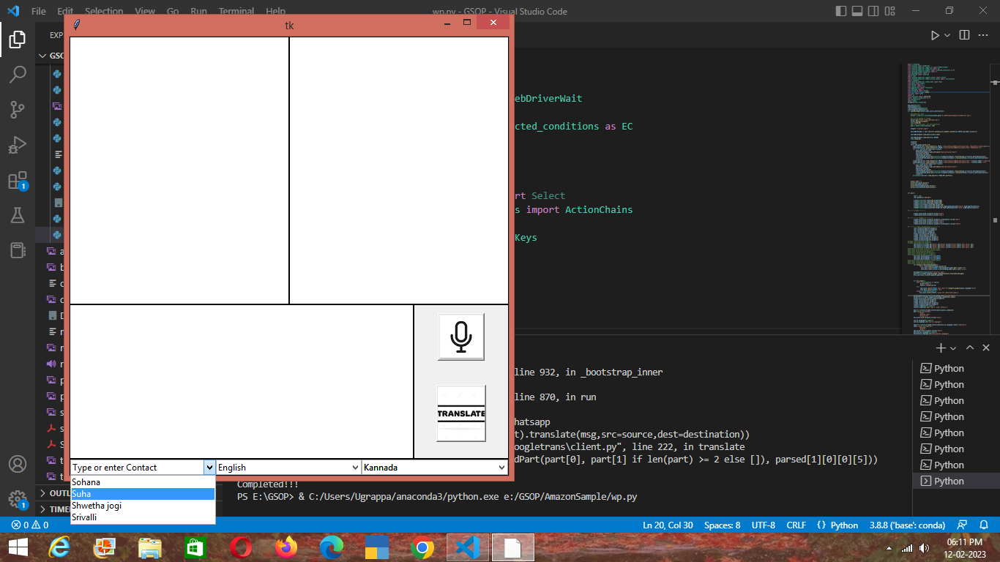 File Edit Selection View Go Run Terminal Help
wp.py - GSOP - Visual Studio Code
tk
EXP
GSO
ebDriverWait
cted_conditions as EC
rt Select
s import ActionChains
Keys
line 932, in _bootstrap_inner
line 870, in run
hatsapp
t).translate(msg,src=source,dest=destination))
oogletrans\client.py", line 222, in translate
dPart(part[0], part[1] if len(part) >= 2 else []), parsed[1][0][0][5]))
Completed!!!
PS E:\GSOP> & C:/Users/Ugrappa/anaconda3/python.exe e:/GSOP/AmazonSample/wp.py
Python
Python
Python
Python
Python
Python
Python
Python
TRANSLATE
Type or enter Contact
English
Kannada
Sohana
Suha
Shwetha jogi
Srivalli
OUTL
TIME
1
1
0 0
Ln 20, Col 30 Spaces: 8 UTF-8 CRLF {} Python 3.8.8 ('base': conda)
06:11 PM
12-02-2023